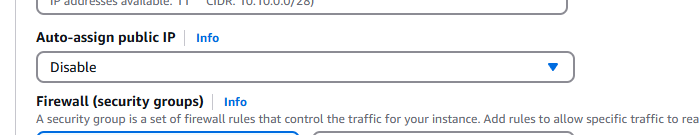 IP addresses available: 11 CIDR: 10.10.0.0/28)
Auto-assign public IP Info
Disable
Firewall (security groups) Info
A security group is a set of firewall rules that control the traffic for your instance. Add rules to allow specific traffic to rea